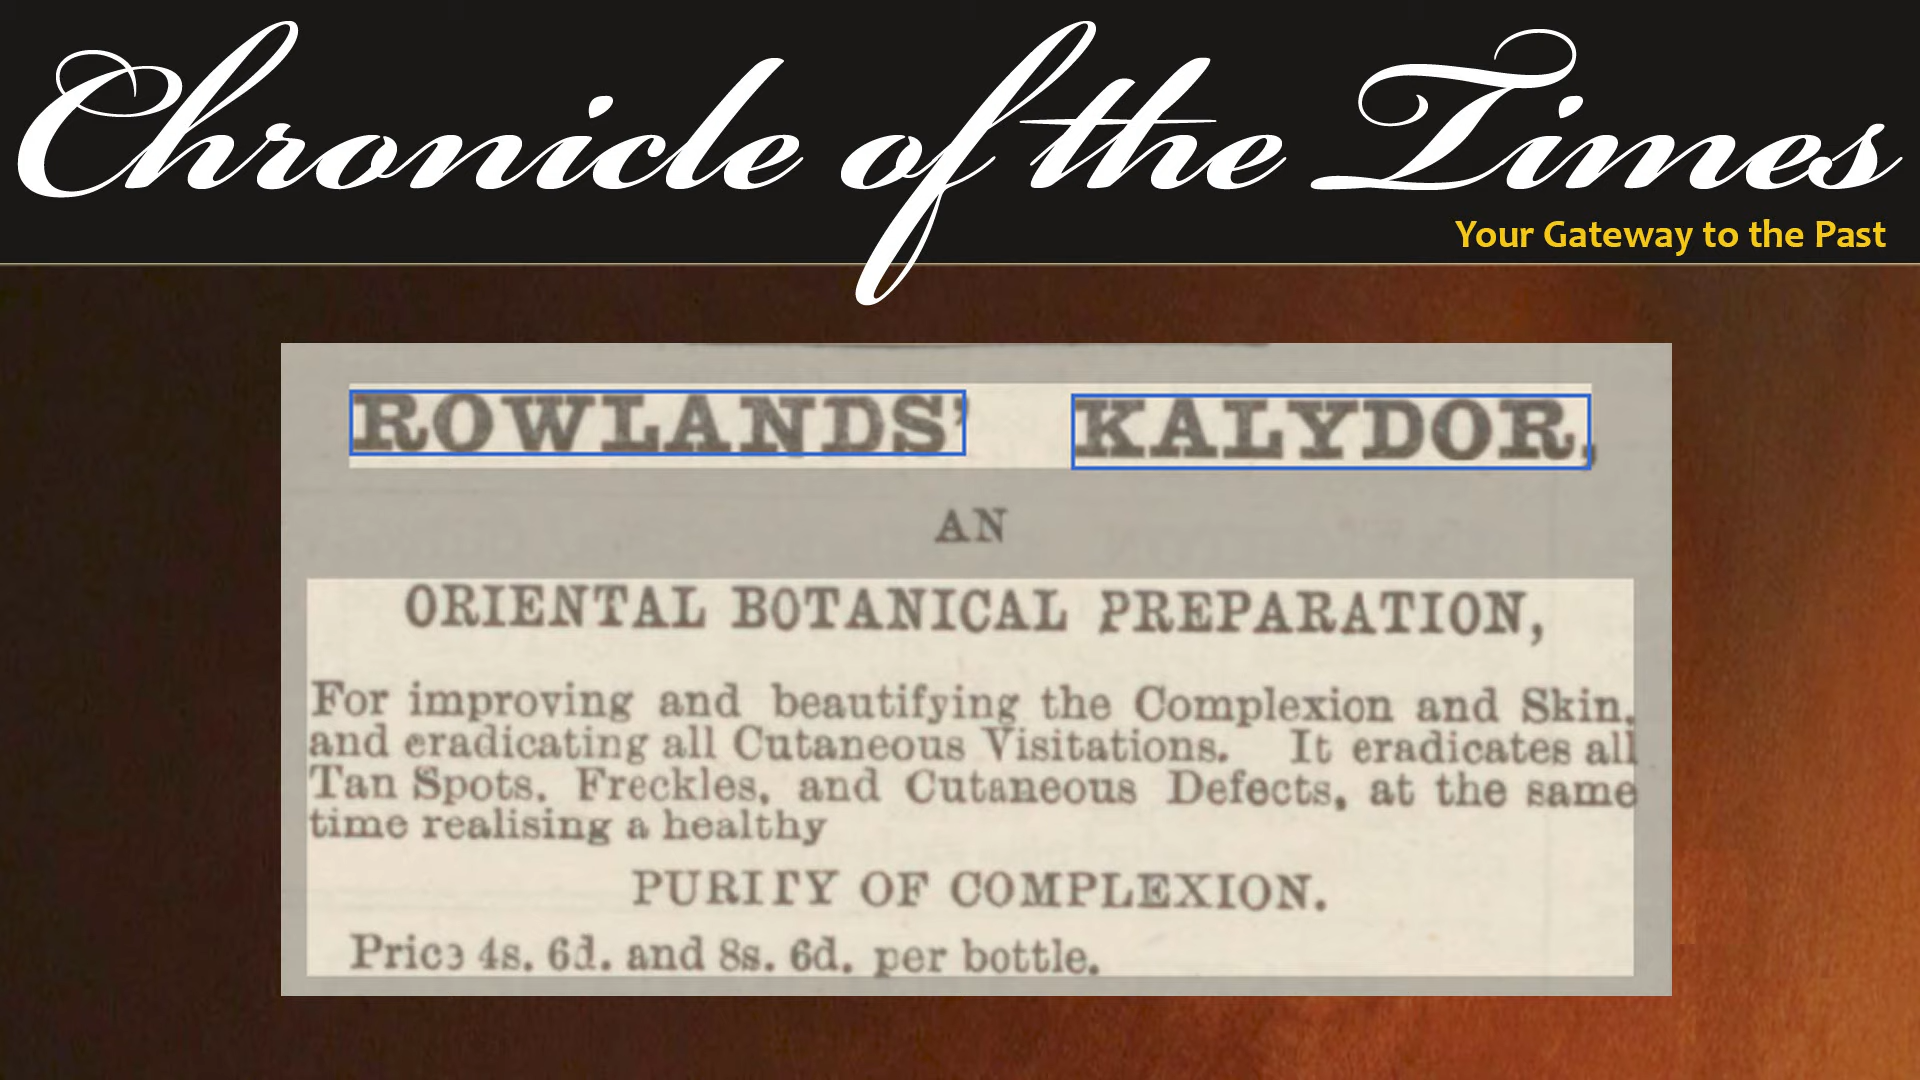 Chronicle of the Times
Your Gateway to the Past
ROWLANDS' KALYDOR,
AN
ORIENTAL BOTANICAL PREPARATION,
For improving and beautifying the Complexion and Skin.
and eradicating all Cutaneous Visitations. It eradicates all
Tan Spots. Freckles, and Cutaneous Defects, at the same
time realising a healthy
PURITY OF COMPLEXION.
Price 4s. 6d. and 8s. 6d. per bottle.